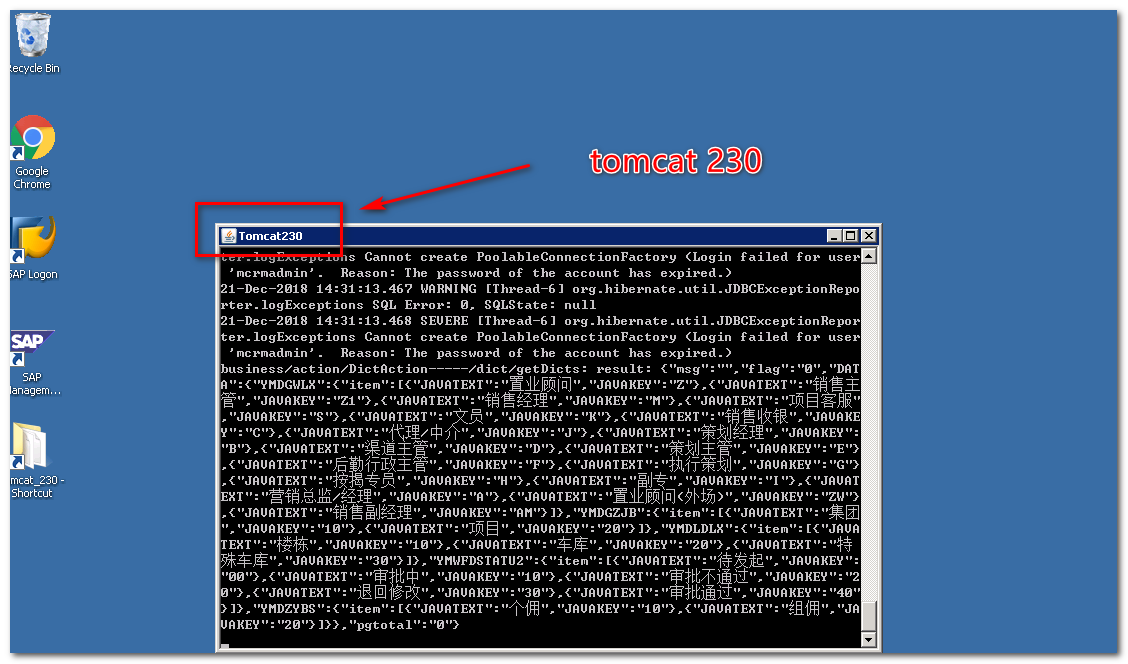 ecycle Bin
Google
Chrome
SAP Logon
SAP
Managem...
mcat_230 -
Shortcut
tomcat 230
Tomcat230
ter.logExceptions Cannot create PoolableConnectionFactory (Login failed for user
'mcrmadmin'.  Reason: The password of the account has expired.)
21-Dec-2018 14:31:13.467 WARNING [Thread-6] org.hibernate.util.JDBCExceptionRepo
rter.logExceptions SQL Error: 0, SQLState: null
21-Dec-2018 14:31:13.468 SEVERE [Thread-6] org.hibernate.util.JDBCExceptionRepor
ter.logExceptions Cannot create PoolableConnectionFactory (Login failed for user
'mcrmadmin'.  Reason: The password of the account has expired.)
business/action/DictAction-----/dict/getDicts: result: {"msg":"","flag":"0","DAT
A":{"YMDGWLX":{"item":[{"JAVATEXT":"置业顾问","JAVAKEY":"Z"},{"JAVATEXT":"销售主
管","JAVAKEY":"Z1"},{"JAVATEXT":"销售经理","JAVAKEY":"M"},{"JAVATEXT":"项目客服"
,"JAVAKEY":"S"},{"JAVATEXT":"文员","JAVAKEY":"K"},{"JAVATEXT":"销售收银","JAVAKE
Y":"C"},{"JAVATEXT":"代理/中介","JAVAKEY":"J"},{"JAVATEXT":"策划经理","JAVAKEY":
"B"},{"JAVATEXT":"渠道主管","JAVAKEY":"D"},{"JAVATEXT":"策划主管","JAVAKEY":"E"}
,{"JAVATEXT":"后勤行政主管","JAVAKEY":"F"},{"JAVATEXT":"执行策划","JAVAKEY":"G"}
,{"JAVATEXT":"按揭专员","JAVAKEY":"H"},{"JAVATEXT":"副专","JAVAKEY":"I"},{"JAVAT
EXT":"营销总监/经理","JAVAKEY":"A"},{"JAVATEXT":"置业顾问(外场)","JAVAKEY":"ZW"}
,{"JAVATEXT":"销售副经理","JAVAKEY":"AM"}]},"YMDGZJB":{"item":[{"JAVATEXT":"集团
","JAVAKEY":"10"},{"JAVATEXT":"项目","JAVAKEY":"20"}]},"YMDLDLX":{"item":[{"JAVA
TEXT":"楼栋","JAVAKEY":"10"},{"JAVATEXT":"车库","JAVAKEY":"20"},{"JAVATEXT":"特
殊车库","JAVAKEY":"30"}]},"YMWFDSTATU2":{"item":[{"JAVATEXT":"待发起","JAVAKEY":
"00"},{"JAVATEXT":"审批中","JAVAKEY":"10"},{"JAVATEXT":"审批不通过","JAVAKEY":"2
0"},{"JAVATEXT":"退回修改","JAVAKEY":"30"},{"JAVATEXT":"审批通过","JAVAKEY":"40"
}]},"YMDZYBS":{"item":[{"JAVATEXT":"个佣","JAVAKEY":"10"},{"JAVATEXT":"组佣","JA
VAKEY":"20"}]}},"pgtotal":"0"}